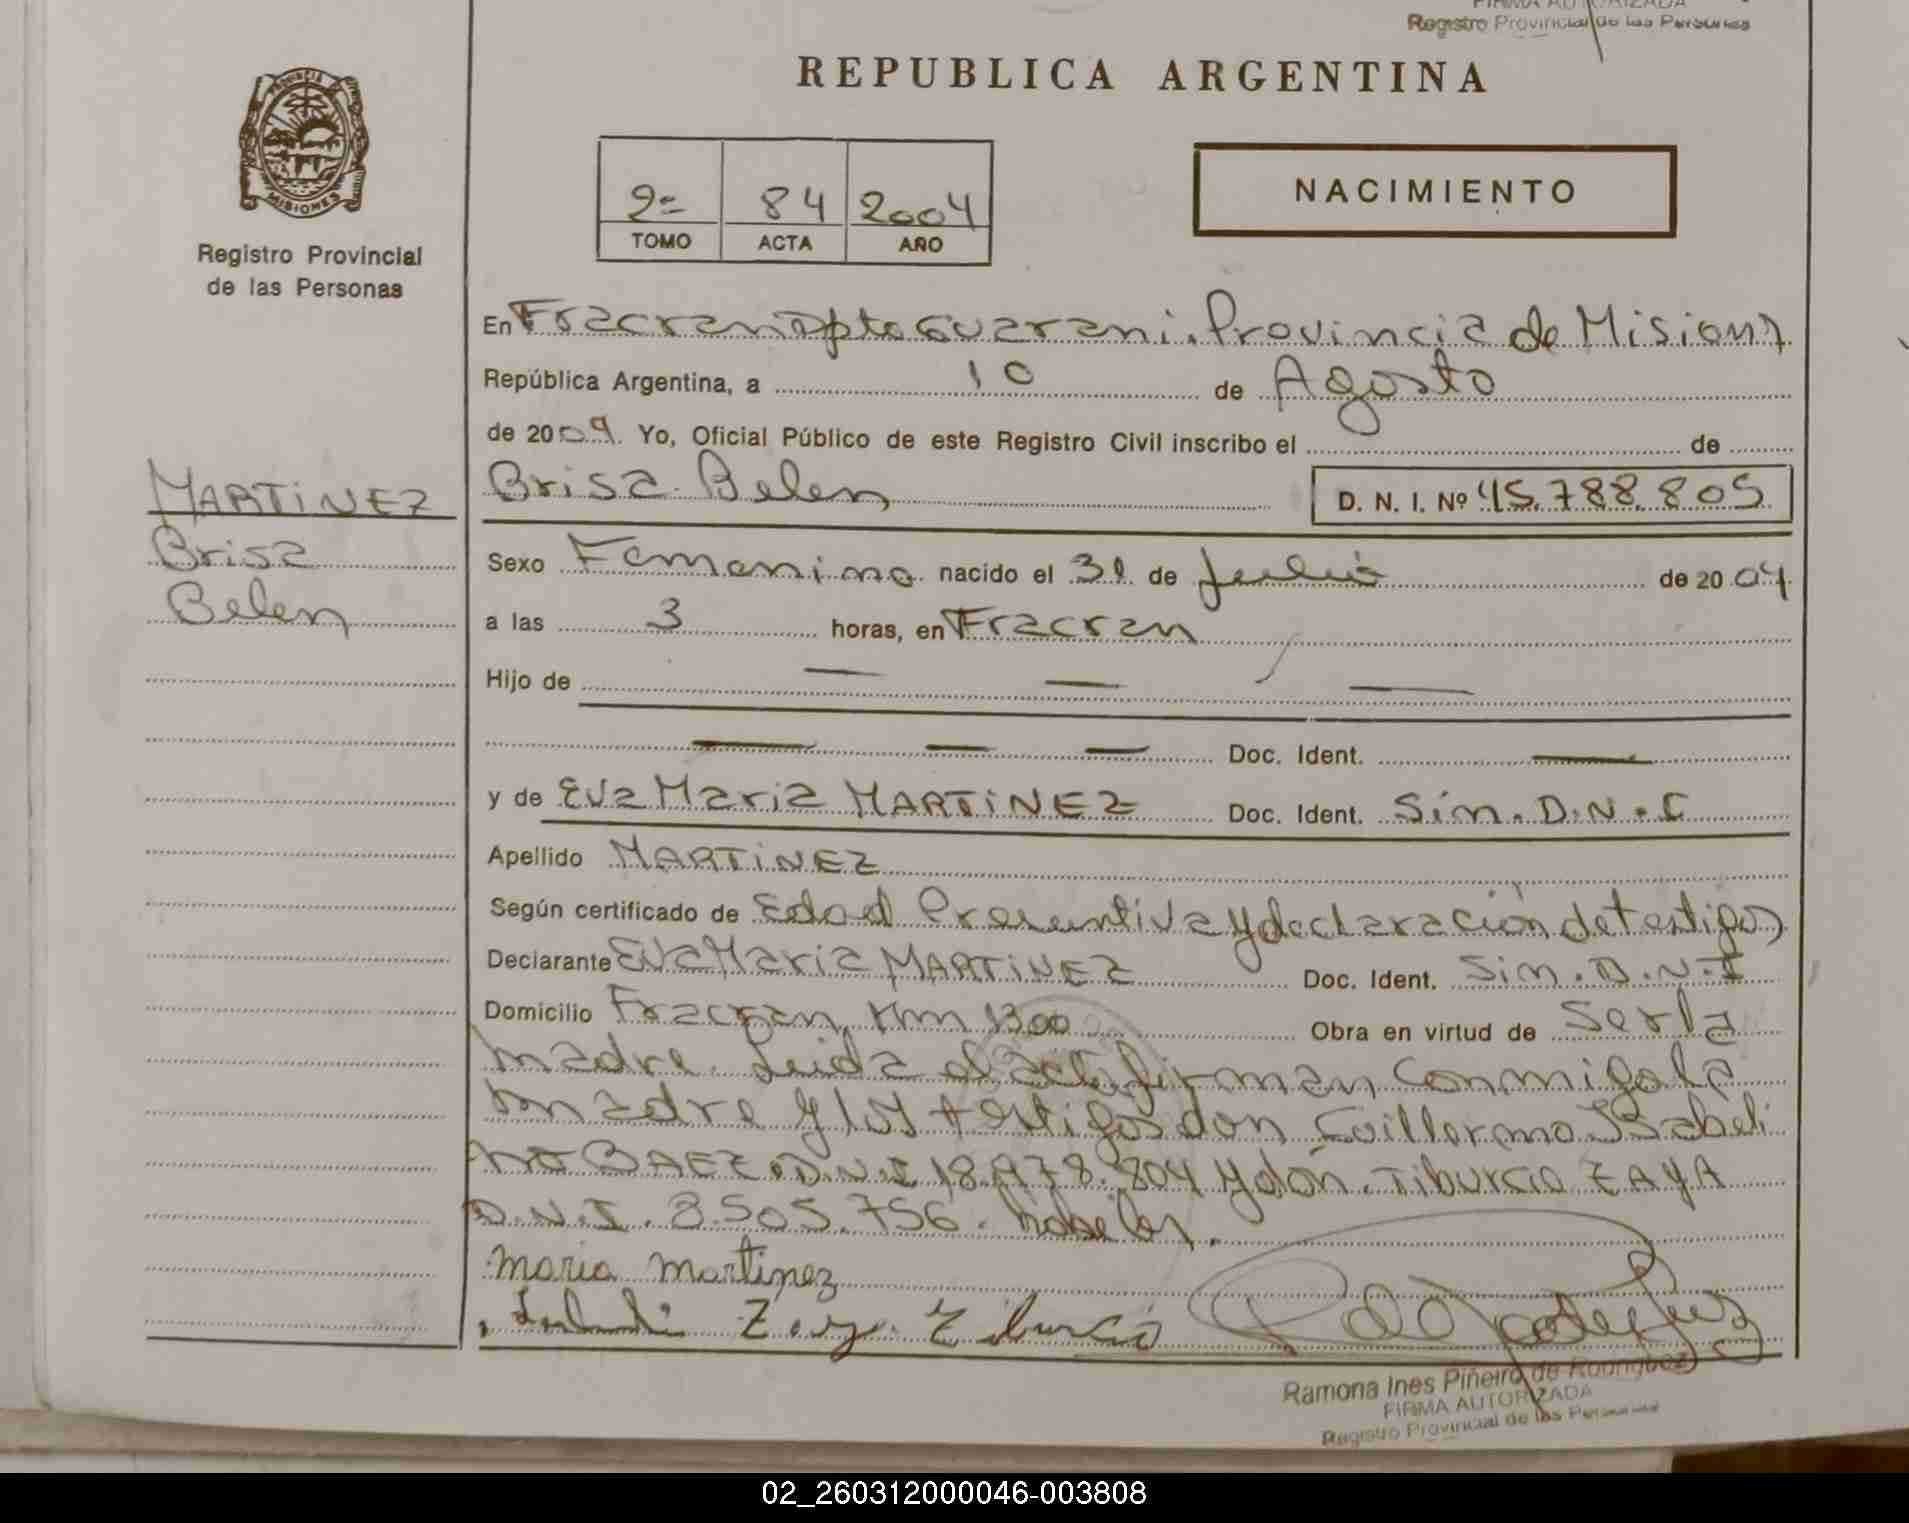 FIRMA AUTORIZADA
Registro Provincial de las Personas
REPUBLICA ARGENTINA
PROVINCIA
MISIONES
Registro Provincial
de las Personas
2º 84 2004
TOMO ACTA AÑO
NACIMIENTO
En Fracran Dpto Guarani. Provincia de Misiones
República Argentina, a 10 de Agosto
de 2009. Yo, Oficial Público de este Registro Civil inscribo el de
Brisa Belen, D. N. I. Nº 45.788.805
MARTiNEZ
Brisa
Belen
Sexo Femenino nacido el 31 de Julio de 20 04
a las 3 horas, en Fracran
Hijo de
Doc. Ident.
y de Eva Maria MARTiNEZ Doc. Ident. Sin. D.N.I
Apellido MARTiNEZ
Según certificado de Edad Presuntiva y declaración de testigos
Declarante Eva Maria MARTiNEZ Doc. Ident. Sin. D.N.I
Domicilio Fracran, Km 1300 Obra en virtud de Ser la
madre. Leida el acta firman conmigo la
madre y los testigos don Guillermo Isabeli
no BAEZ. D.N.I 18.978.804 y don. Tiburcio ZAYA
D.N.I. 8.505.756.
maria martinez
Ramona Ines Piñeiro de Rodriguez
FIRMA AUTORIZADA
Registro Provincial de las Personas
02_260312000046-003808